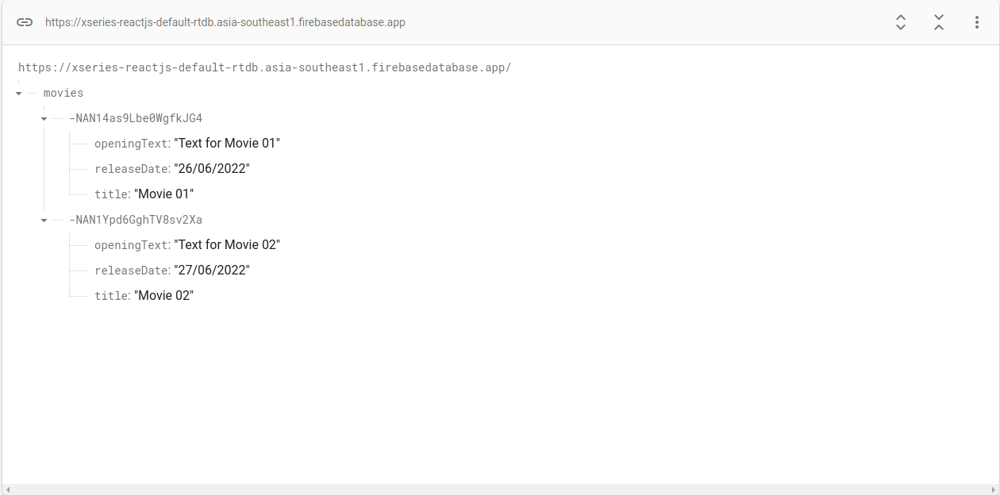 https://xseries-reactjs-default-rtdb.asia-southeast1.firebasedatabase.app
https://xseries-reactjs-default-rtdb.asia-southeast1.firebasedatabase.app/
movies
-NAN14as9Lbe0WgfkJG4
openingText: "Text for Movie 01"
releaseDate: "26/06/2022"
title: "Movie 01"
-NAN1Ypd6GghTV8sv2Xa
openingText: "Text for Movie 02"
releaseDate: "27/06/2022"
title: "Movie 02"